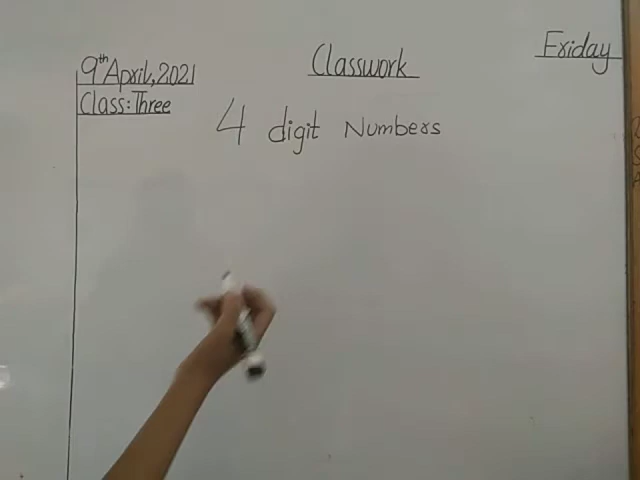 9th April, 2021
Classwork
Friday
Class: Three
4 digit Numbers